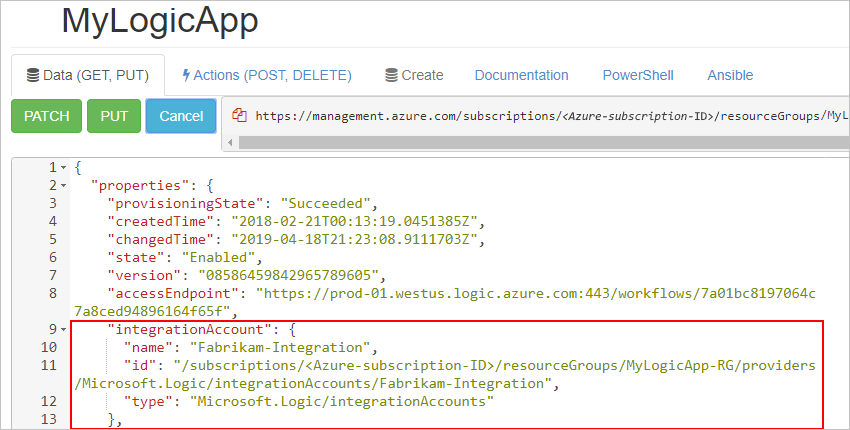 MyLogicApp
Data (GET, PUT) Actions (POST, DELETE) Create Documentation PowerShell Ansible
PATCH PUT Cancel https://management.azure.com/subscriptions/<Azure-subscription-ID>/resourceGroups/MyL
1 {
2 "properties": {
3 "provisioningState": "Succeeded",
4 "createdTime": "2018-02-21T00:13:19.0451385Z",
5 "changedTime": "2019-04-18T21:23:08.9111703Z",
6 "state": "Enabled",
7 "version": "08586459842965789605",
8 "accessEndpoint": "https://prod-01.westus.logic.azure.com:443/workflows/7a01bc8197064c
7a8ced94896164f65f",
9 "integrationAccount": {
10 "name": "Fabrikam-Integration",
11 "id": "/subscriptions/<Azure-subscription-ID>/resourceGroups/MyLogicApp-RG/providers
/Microsoft.Logic/integrationAccounts/Fabrikam-Integration",
12 "type": "Microsoft.Logic/integrationAccounts"
13 },